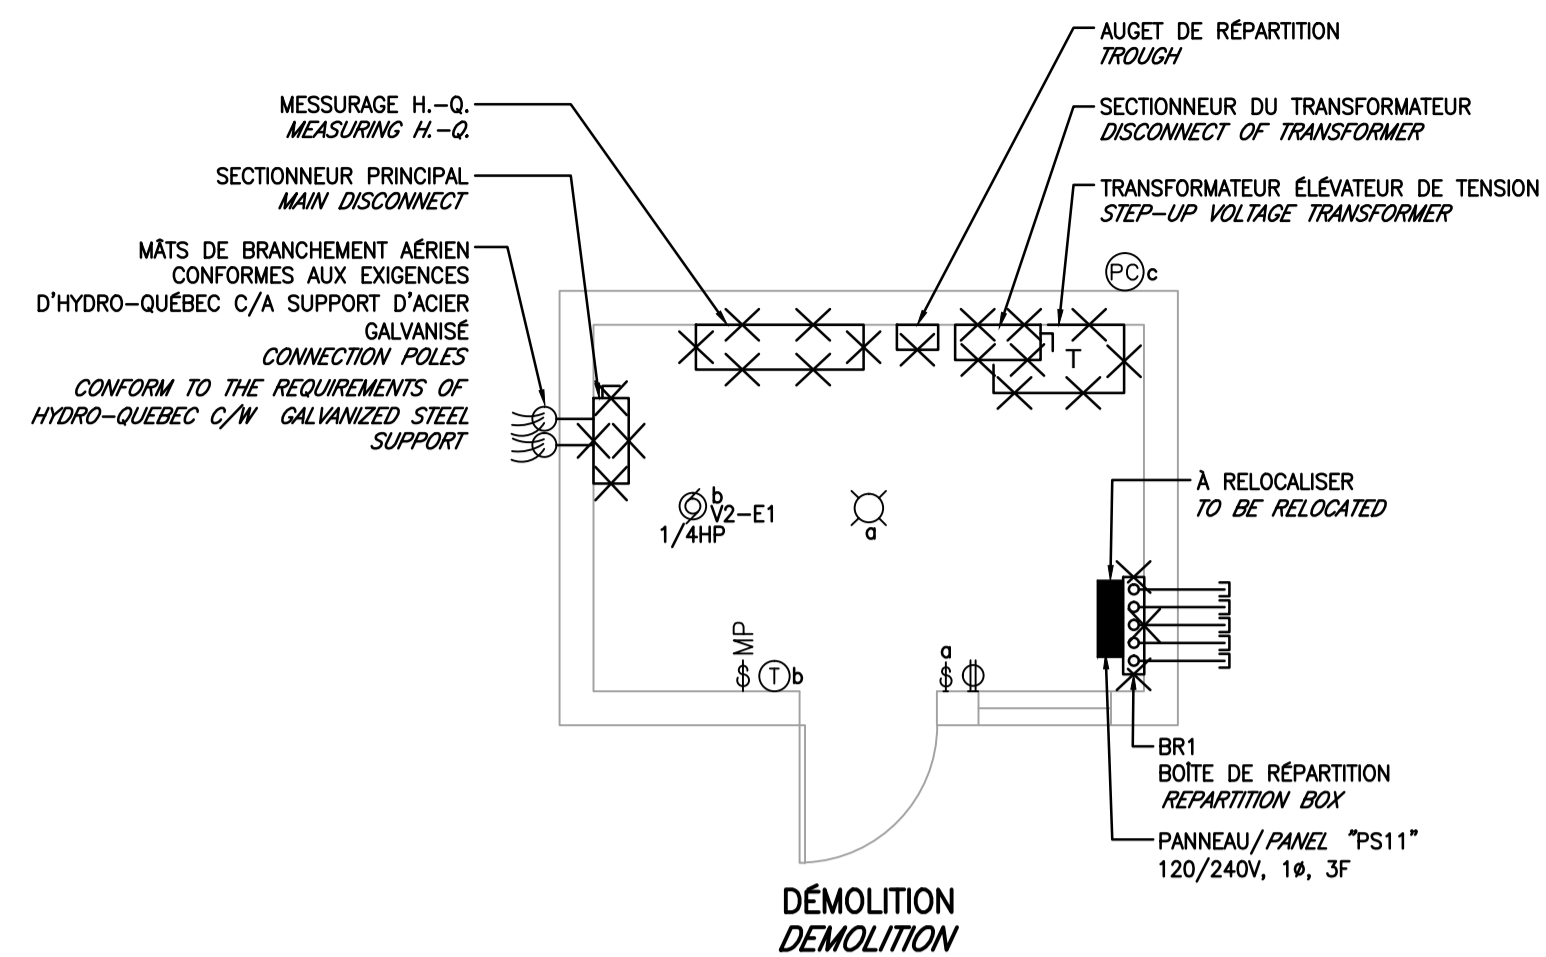 AUGET DE RÉPARTITION
TROUGH
MESSURAGE H.-Q.
MEASURING H.-Q.
SECTIONNEUR DU TRANSFORMATEUR
DISCONNECT OF TRANSFORMER
SECTIONNEUR PRINCIPAL
MAIN DISCONNECT
TRANSFORMATEUR ÉLÉVATEUR DE TENSION
STEP-UP VOLTAGE TRANSFORMER
MÂTS DE BRANCHEMENT AÉRIEN
CONFORMES AUX EXIGENCES
D'HYDRO-QUÉBEC C/A SUPPORT D'ACIER
GALVANISÉ
CONNECTION POLES
CONFORM TO THE REQUIREMENTS OF
HYDRO-QUEBEC C/W GALVANIZED STEEL
SUPPORT
PC c
T
À RELOCALISER
TO BE RELOCATED
b
V2-E1
1/4HP
a
MP
$
T b
a
$
BR1
BOÎTE DE RÉPARTITION
REPARTITION BOX
PANNEAU/PANEL "PS11"
120/240V, 1ø, 3F
DÉMOLITION
DEMOLITION